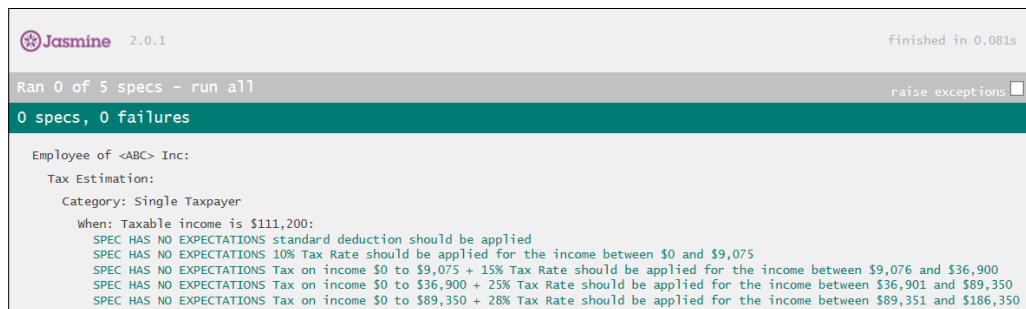 Jasmine 2.0.1 finished in 0.081s
Ran 0 of 5 specs - run all raise exceptions
0 specs, 0 failures
Employee of <ABC> Inc:
Tax Estimation:
Category: Single Taxpayer
When: Taxable income is $111,200:
SPEC HAS NO EXPECTATIONS standard deduction should be applied
SPEC HAS NO EXPECTATIONS 10% Tax Rate should be applied for the income between $0 and $9,075
SPEC HAS NO EXPECTATIONS Tax on income $0 to $9,075 + 15% Tax Rate should be applied for the income between $9,076 and $36,900
SPEC HAS NO EXPECTATIONS Tax on income $0 to $36,900 + 25% Tax Rate should be applied for the income between $36,901 and $89,350
SPEC HAS NO EXPECTATIONS Tax on income $0 to $89,350 + 28% Tax Rate should be applied for the income between $89,351 and $186,350